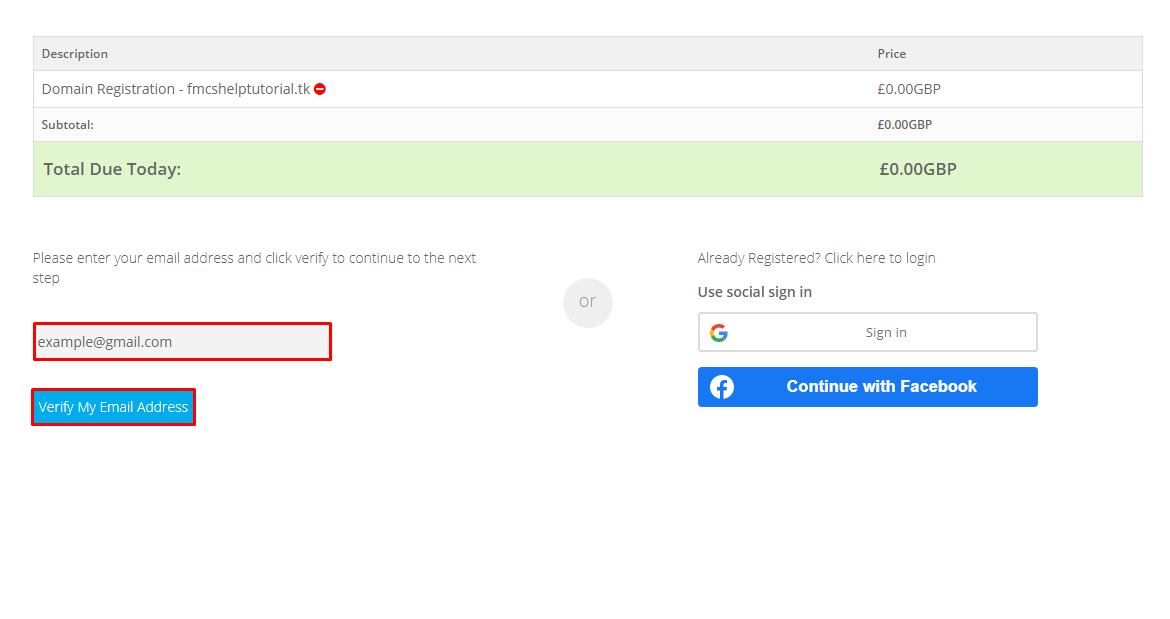 Description Price
Domain Registration - fmcshelptutorial.tk £0.00GBP
Subtotal: £0.00GBP
Total Due Today: £0.00GBP
Please enter your email address and click verify to continue to the next
step
example@gmail.com
Verify My Email Address
or
Already Registered? Click here to login
Use social sign in
Sign in
Continue with Facebook